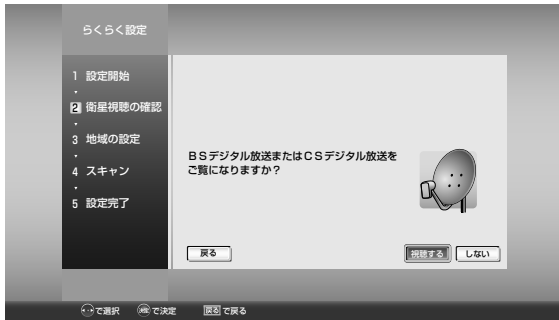 らくらく設定
1 設定開始
2 衛星視聴の確認
3 地域の設定
4 スキャン
5 設定完了
BSデジタル放送またはCSデジタル放送を
ご覧になりますか?
戻る 視聴する しない
で選択 決定 で決定 戻る で戻る